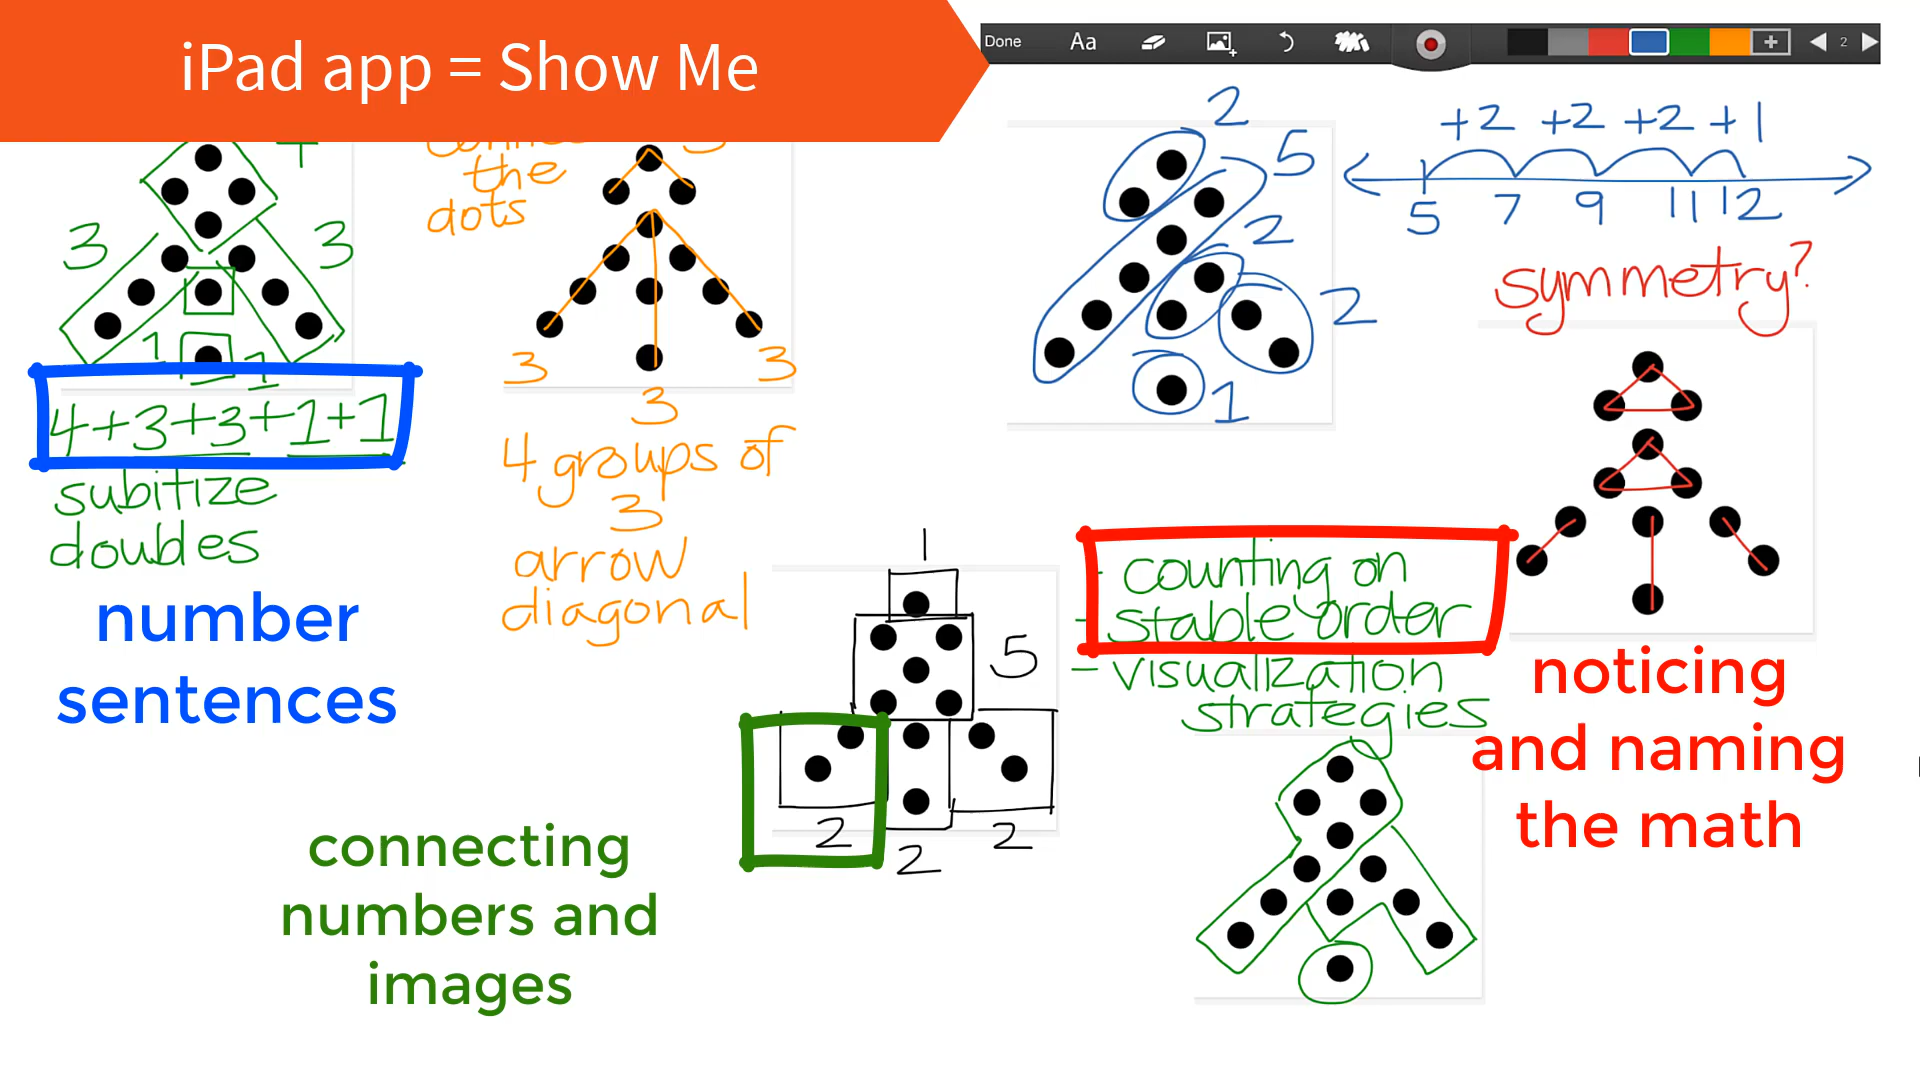 iPad app = Show Me
Done
Aa
2
4
3
3
1
1
4+3+3+1+1
subitize
doubles
number
sentences
the
dots
3
3
3
4 groups of
3
arrow
diagonal
2
5
2
2
1
+2 +2 +2 +1
5 7 9 11 12
symmetry?
1
5
2
2
2
- counting on
- stable order
- visualization
strategies
noticing
and naming
the math
connecting
numbers and
images